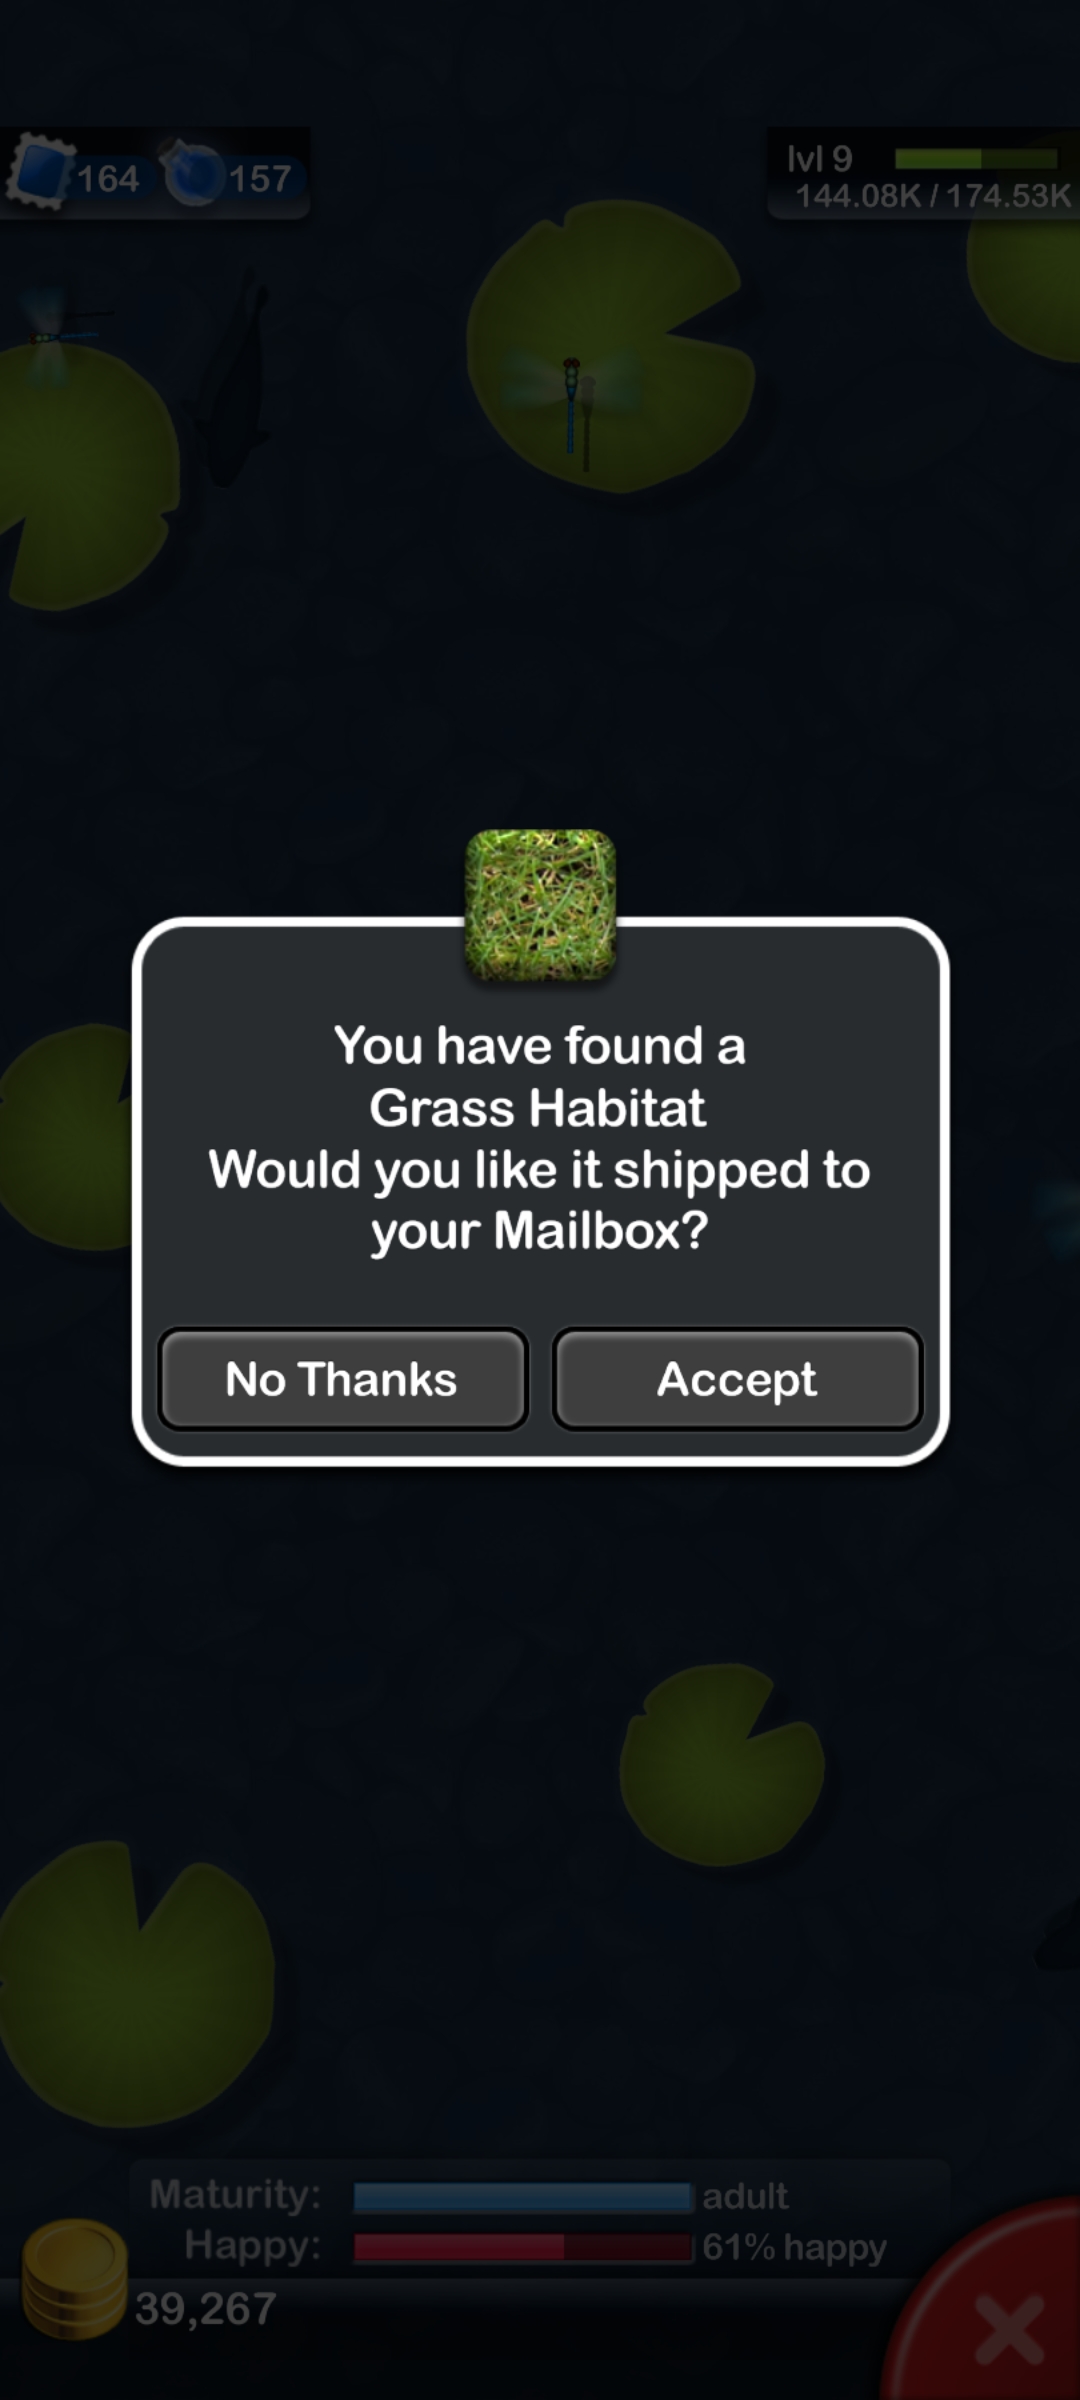 164 157
lvl 9
144.08K / 174.53K
You have found a
Grass Habitat
Would you like it shipped to
your Mailbox?
No Thanks Accept
Maturity: adult
Happy: 61% happy
39,267